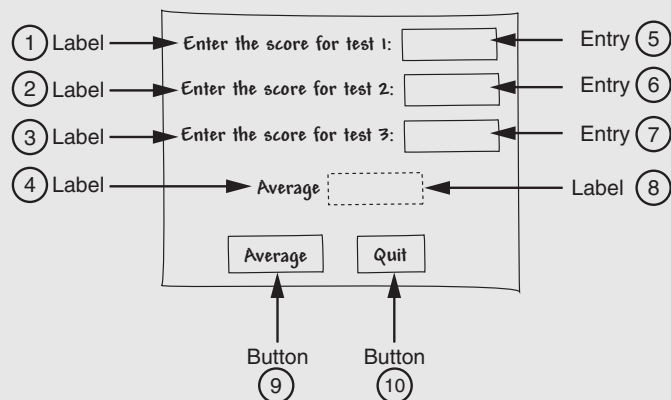 1 Label Enter the score for test 1: Entry 5
2 Label Enter the score for test 2: Entry 6
3 Label Enter the score for test 3: Entry 7
4 Label Average Label 8
Average Quit
Button Button
9 10